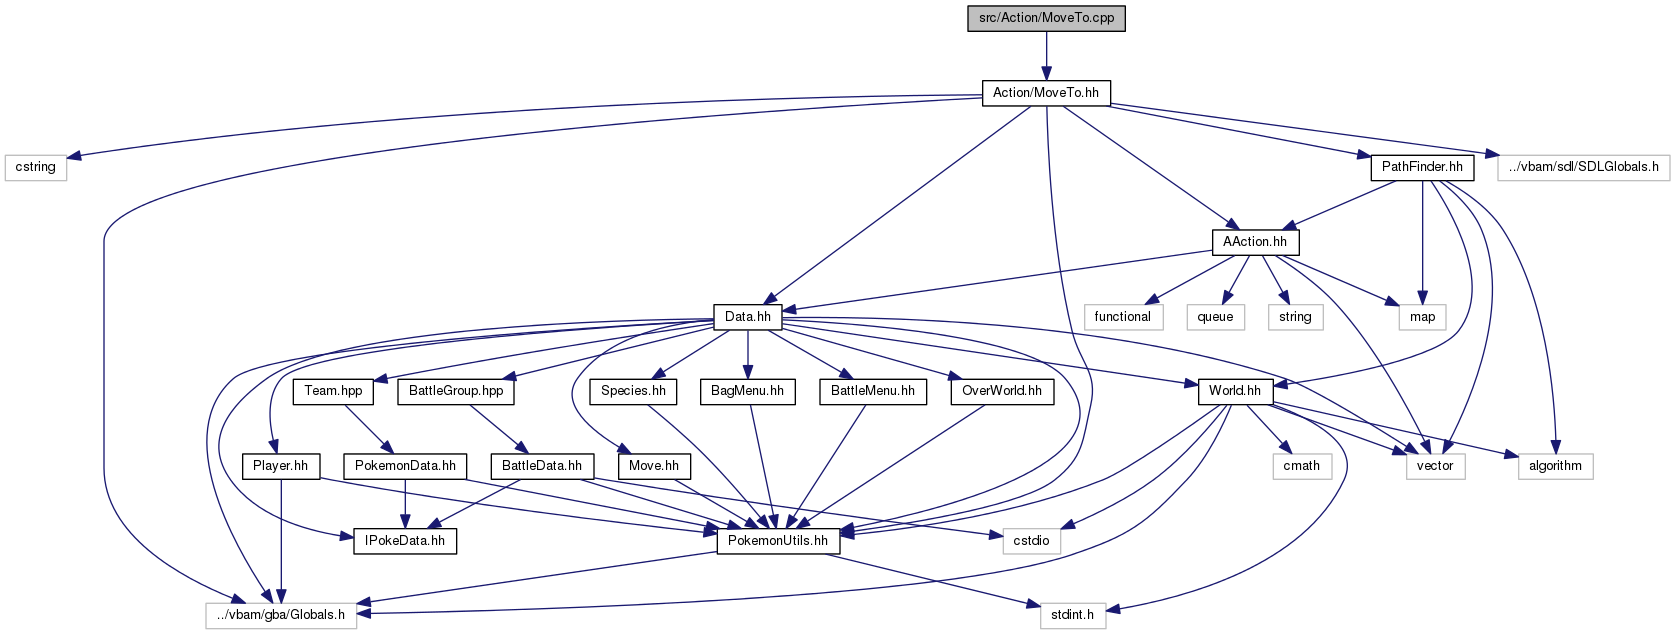 src/Action/MoveTo.cpp
Action/MoveTo.hh
cstring
PathFinder.hh
../vbam/sdl/SDLGlobals.h
AAction.hh
Data.hh
functional
queue
string
map
Team.hpp
BattleGroup.hpp
Species.hh
BagMenu.hh
BattleMenu.hh
OverWorld.hh
World.hh
Player.hh
PokemonData.hh
BattleData.hh
Move.hh
cmath
vector
algorithm
IPokeData.hh
PokemonUtils.hh
cstdio
../vbam/gba/Globals.h
stdint.h